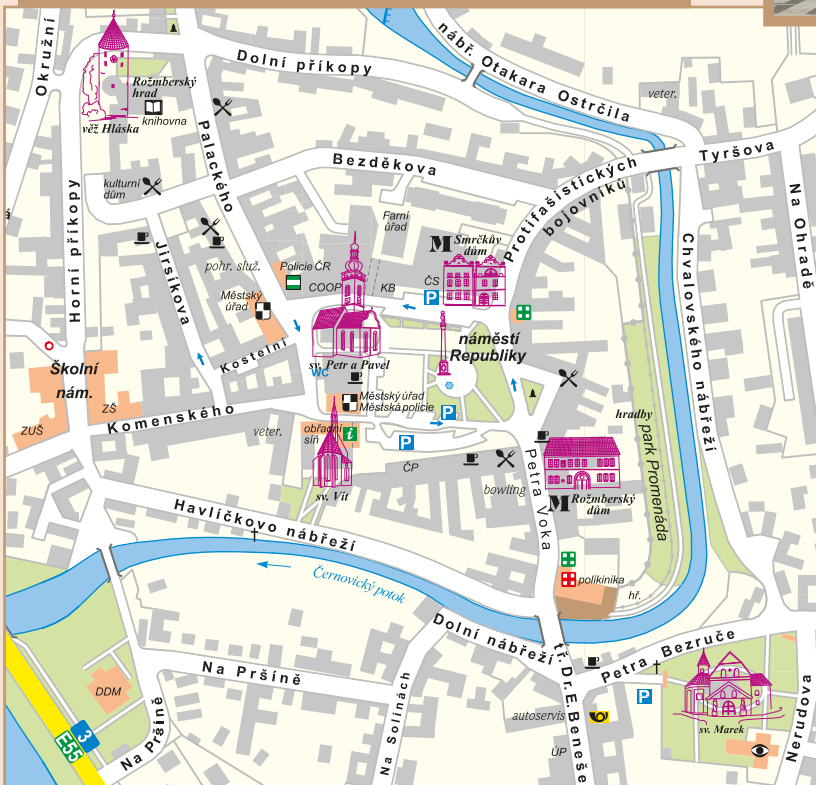 Okružní
Dolní příkopy
nábř. Otakara Ostrčila
veter.
Rožmberský
hrad
knihovna
věž Hláska
Palackého
Bezděkova
Tyršova
Protifašistických
bojovníků
Na Ohradě
kulturní
dům
Horní příkopy
Jirsíkova
Farní
úřad
M Smrčkův
dům
pohr. služ.
Policie ČR
COOP
KB
ČS
P
Městský
úřad
Chvalovského nábřeží
Kostelní
sv. Petr a Pavel
náměstí
Republiky
WC
Školní
nám.
ZŠ
ZUŠ
Komenského
Městský úřad
Městská policie
P
veter.
obřadní
síň
i
P
hradby
park Promenáda
ČP
bowling
Petra Voka
M Rožmberský
dům
sv. Vít
Havlíčkovo nábřeží
Černovický potok
polikinika
hř.
Dolní nábřeží
tř. Dr. E. Beneše
Petra Bezruče
Na Pršíně
Na Solinách
DDM
Na Pršíně
3
E55
P
autoservis
ÚP
sv. Marek
Nerudova